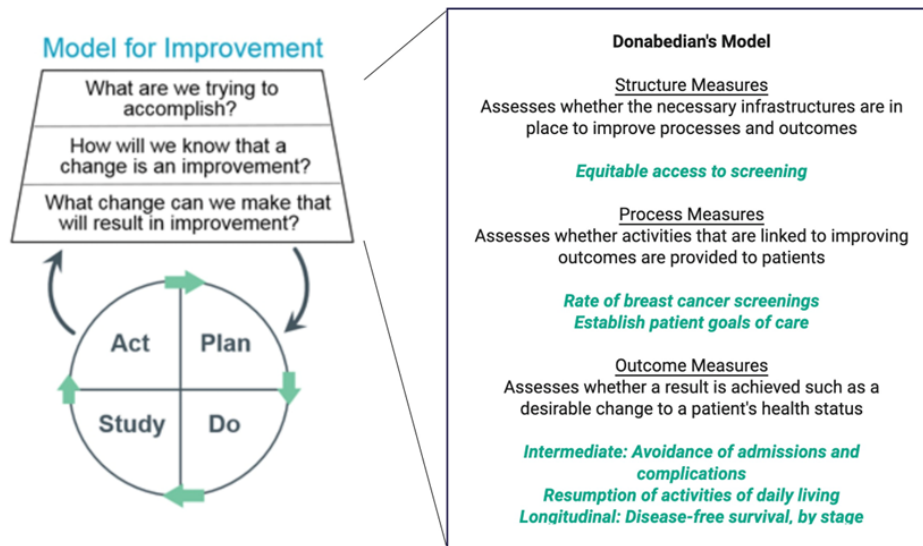 Model for Improvement
What are we trying to
accomplish?
How will we know that a
change is an improvement?
What change can we make that
will result in improvement?
Act
Plan
Study
Do
Donabedian's Model
Structure Measures
Assesses whether the necessary infrastructures are in
place to improve processes and outcomes
Equitable access to screening
Process Measures
Assesses whether activities that are linked to improving
outcomes are provided to patients
Rate of breast cancer screenings
Establish patient goals of care
Outcome Measures
Assesses whether a result is achieved such as a
desirable change to a patient's health status
Intermediate: Avoidance of admissions and
complications
Resumption of activities of daily living
Longitudinal: Disease-free survival, by stage